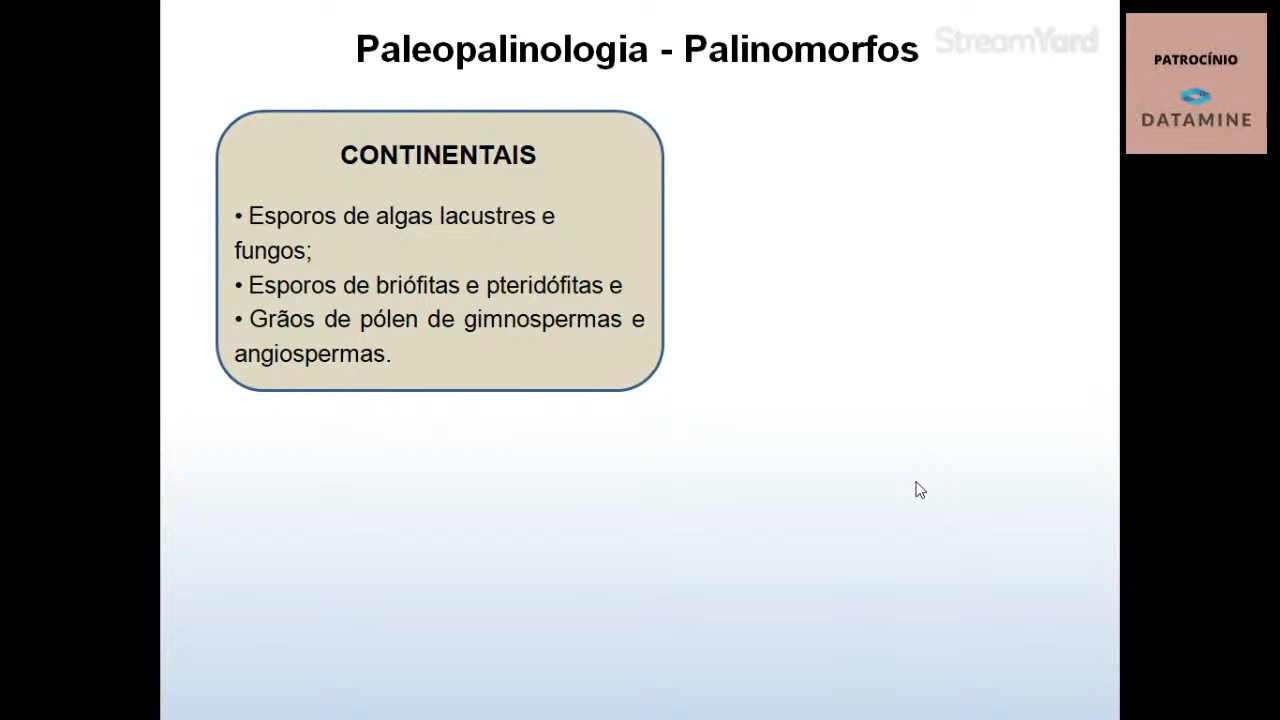 Paleopalinologia - Palinomorfos
StreamYard
PATROCÍNIO
DATAMINE
CONTINENTAIS
• Esporos de algas lacustres e
fungos;
• Esporos de briófitas e pteridófitas e
• Grãos de pólen de gimnospermas e
angiospermas.